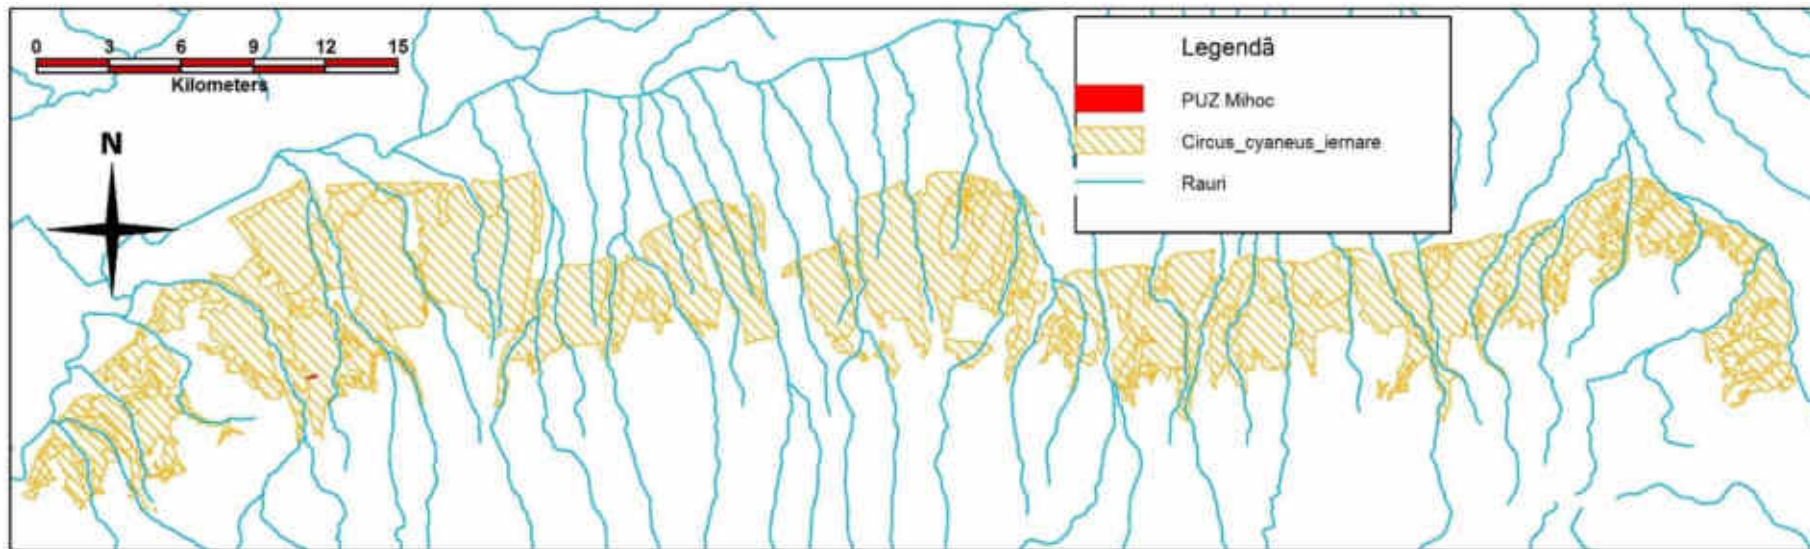 0 3 6 9 12 15
Kilometers
N
Legendă
PUZ Mihoc
Circus_cyaneus_iernare
Rauri